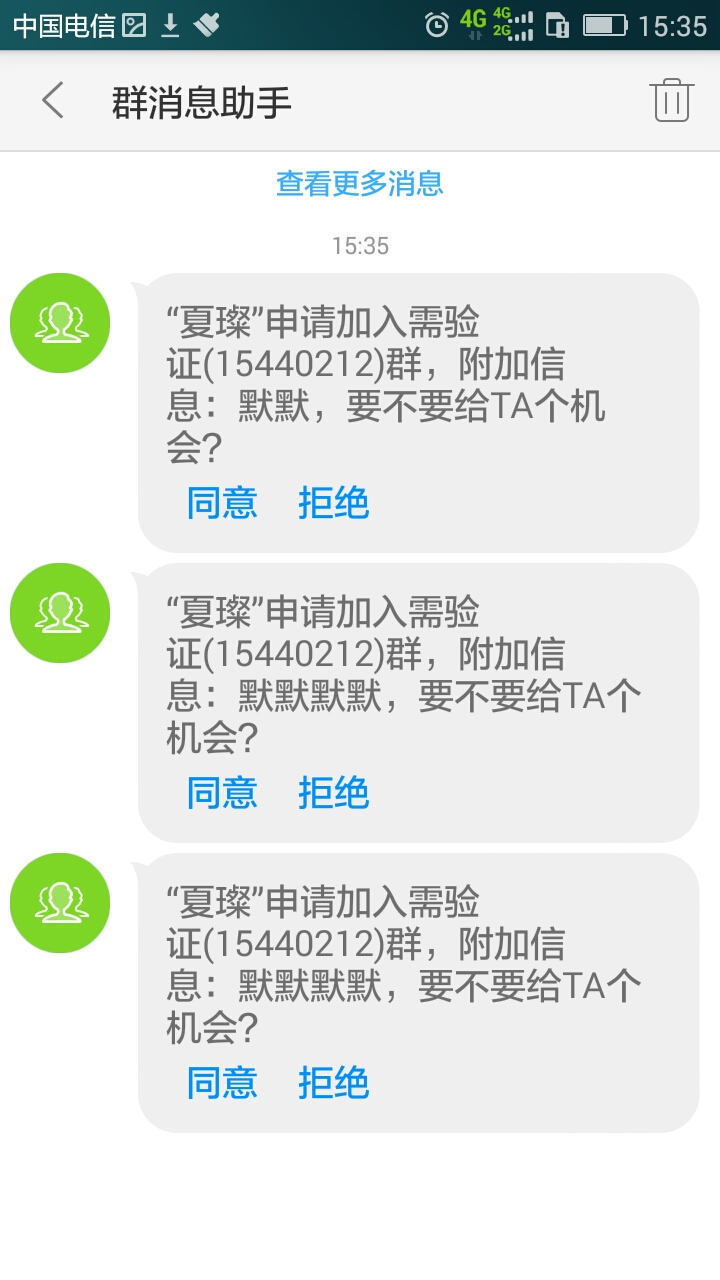 中国电信
4G 4G 2G 15:35
群消息助手
查看更多消息
15:35
“夏璨”申请加入需验
证(15440212)群，附加信
息：默默，要不要给TA个机
会?
同意 拒绝
“夏璨”申请加入需验
证(15440212)群，附加信
息：默默默默，要不要给TA个
机会?
同意 拒绝
“夏璨”申请加入需验
证(15440212)群，附加信
息：默默默默，要不要给TA个
机会?
同意 拒绝